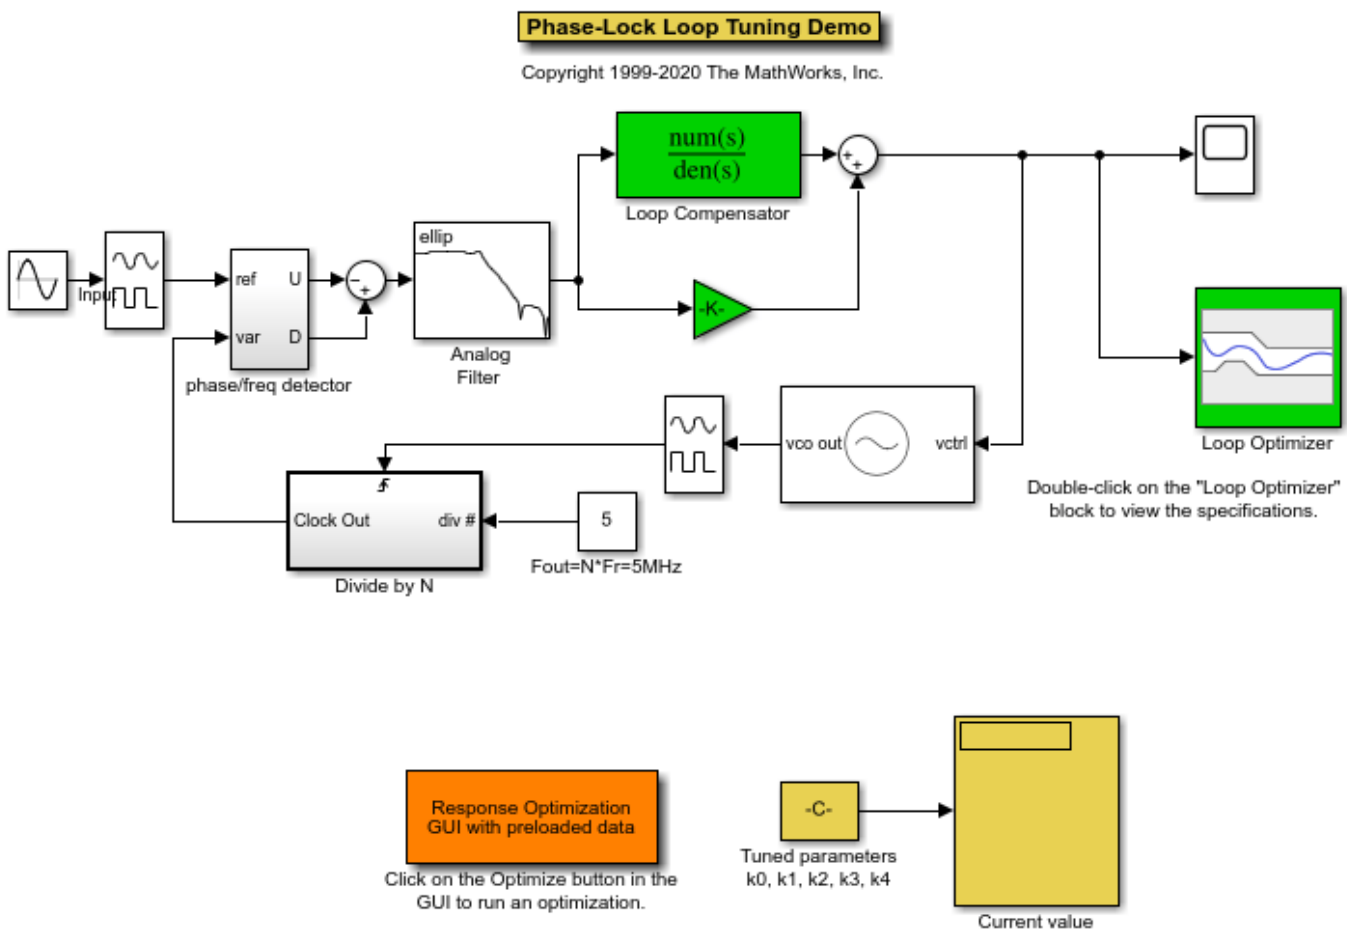 Phase-Lock Loop Tuning Demo
Copyright 1999-2020 The MathWorks, Inc.
num(s)
den(s)
Loop Compensator
ellip
Analog
Filter
Input
ref
U
var
D
phase/freq detector
-K-
vco out
vctrl
Loop Optimizer
Double-click on the "Loop Optimizer"
block to view the specifications.
Clock Out
div #
5
Fout=N*Fr=5MHz
Divide by N
Response Optimization
GUI with preloaded data
Click on the Optimize button in the
GUI to run an optimization.
-C-
Tuned parameters
k0, k1, k2, k3, k4
Current value